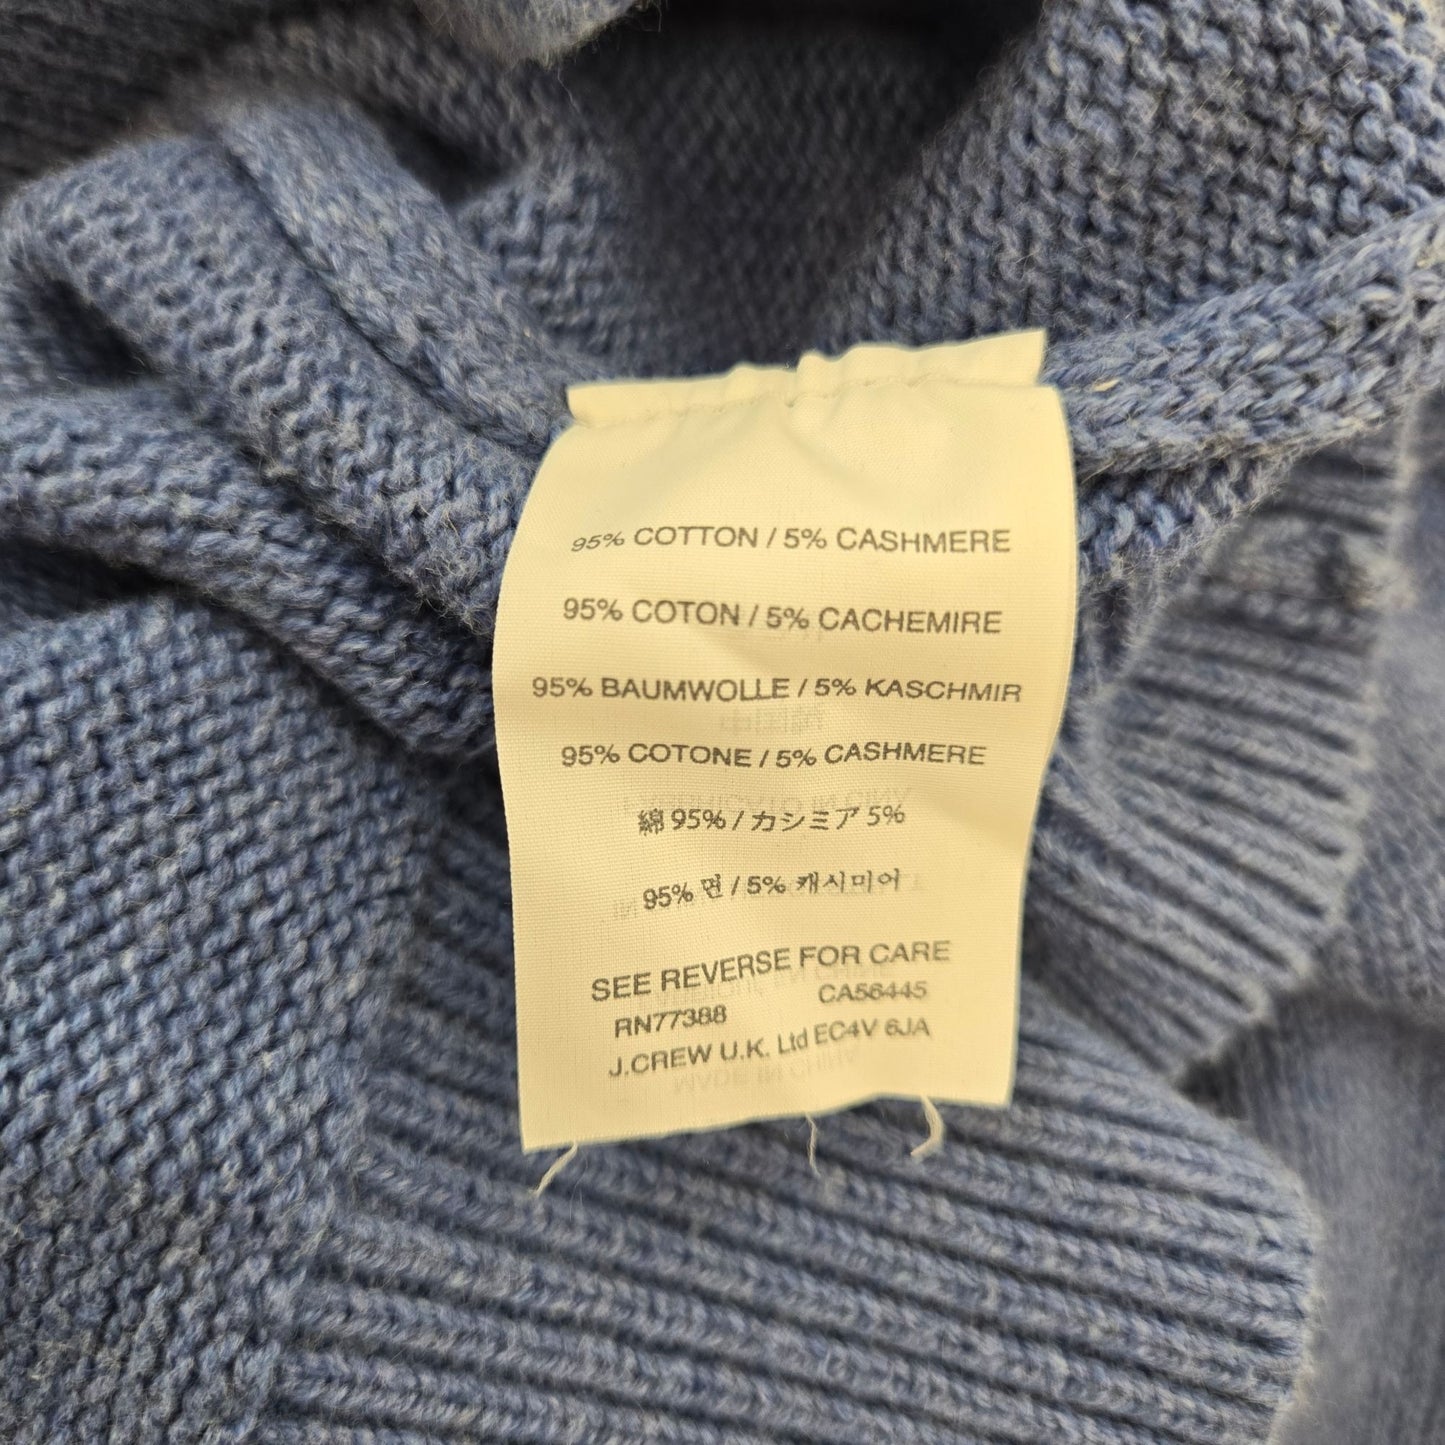 95% COTTON / 5% CASHMERE
95% COTON / 5% CACHEMIRE
95% BAUMWOLLE / 5% KASCHMIR
95% COTONE / 5% CASHMERE
綿 95% / カシミア 5%
95% 면 / 5% 캐시미어
SEE REVERSE FOR CARE
RN77388 CA56445
J.CREW U.K. Ltd EC4V 6JA